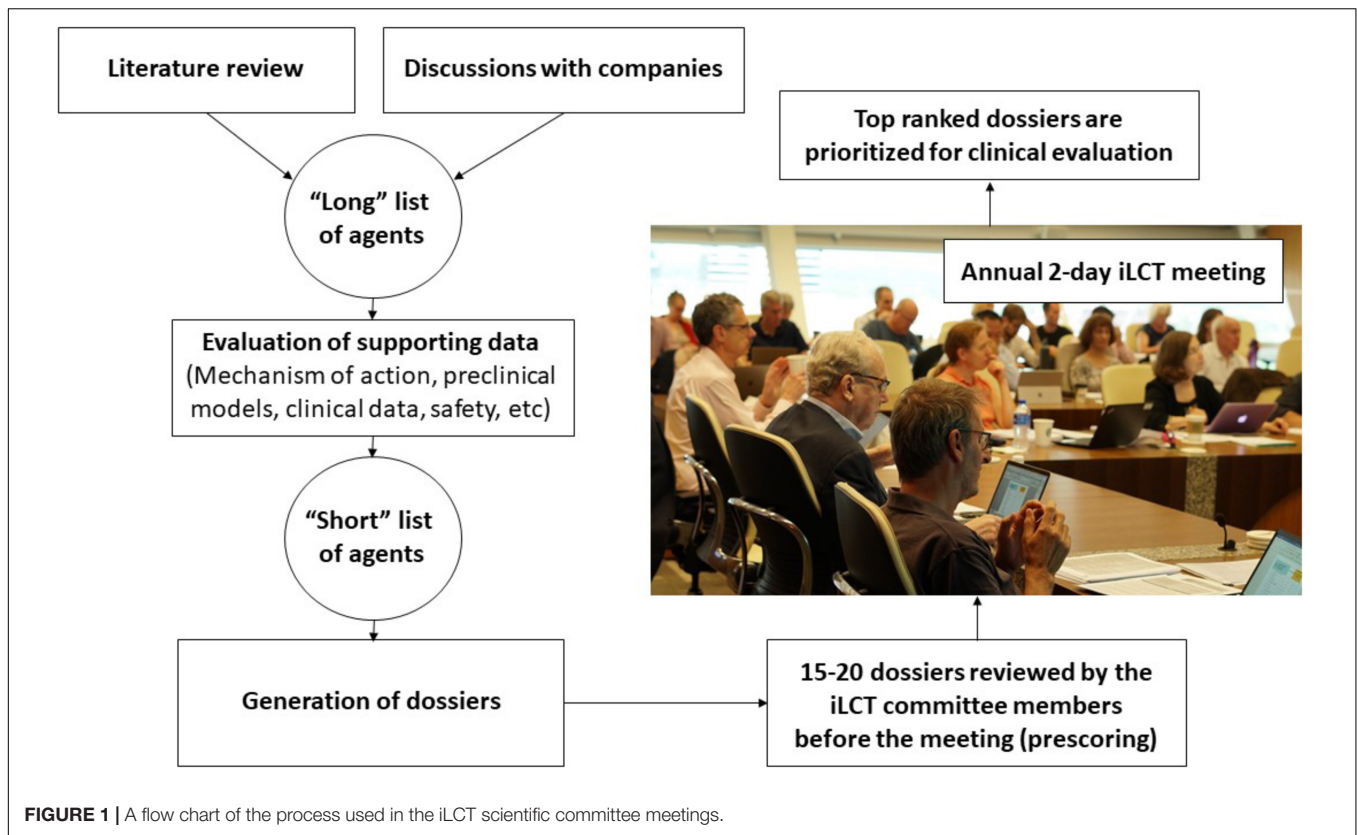 Literature review
Discussions with companies
"Long" list
of agents
Evaluation of supporting data
(Mechanism of action, preclinical
models, clinical data, safety, etc)
"Short" list
of agents
Generation of dossiers
15-20 dossiers reviewed by the
iLCT committee members
before the meeting (prescoring)
Annual 2-day iLCT meeting
Top ranked dossiers are
prioritized for clinical evaluation
FIGURE 1 | A flow chart of the process used in the iLCT scientific committee meetings.